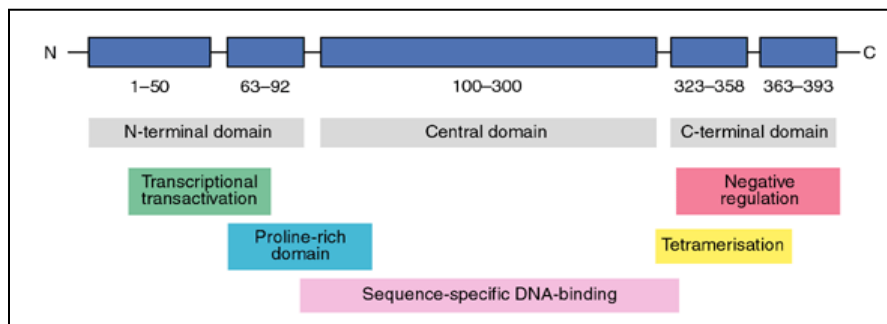 N
C
1–50 63–92 100–300 323–358 363–393
N-terminal domain Central domain C-terminal domain
Transcriptional
transactivation
Negative
regulation
Proline-rich
domain
Tetramerisation
Sequence-specific DNA-binding